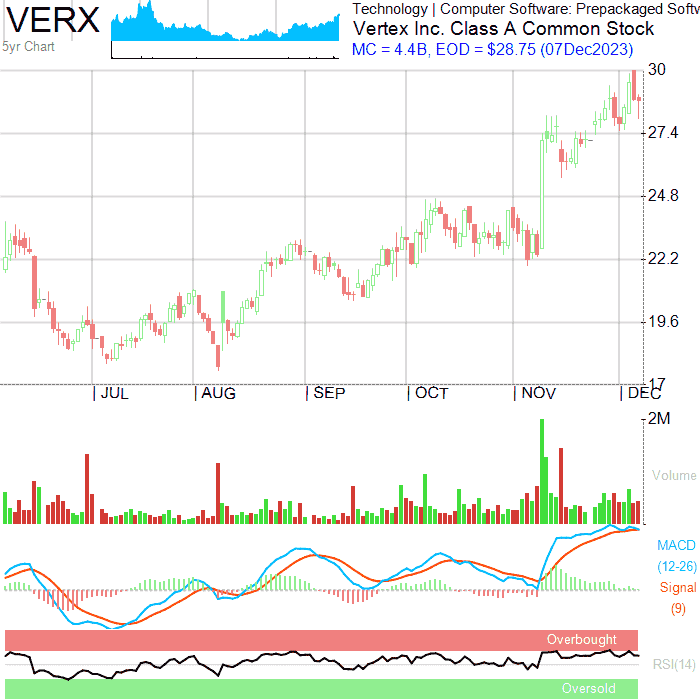 VERX
Technology | Computer Software: Prepackaged Softw
Vertex Inc. Class A Common Stock
5yr Chart
MC = 4.4B, EOD = $28.75 (07Dec2023)
30
27.4
24.8
22.2
19.6
17
JUL AUG SEP OCT NOV DEC
2M
Volume
MACD
(12-26)
Signal
(9)
Overbought
RSI(14)
Oversold